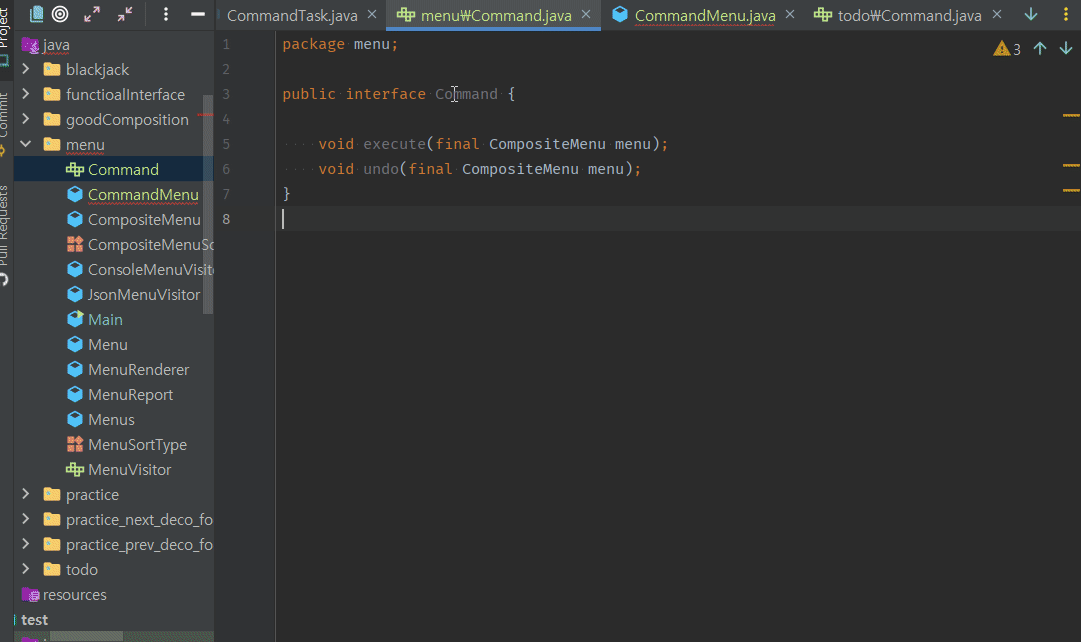 CommandTask.java
menu₩Command.java
CommandMenu.java
todo₩Command.java
Project
Commit
Pull Requests
java
blackjack
functioalInterface
goodComposition
menu
Command
CommandMenu
CompositeMenu
CompositeMenuSo
ConsoleMenuVisito
JsonMenuVisitor
Main
Menu
MenuRenderer
MenuReport
Menus
MenuSortType
MenuVisitor
practice
practice_next_deco_fo
practice_prev_deco_fo
todo
resources
test
1 package menu;
2
3 public interface Command {
4
5 void execute(final CompositeMenu menu);
6 void undo(final CompositeMenu menu);
7 }
8
3